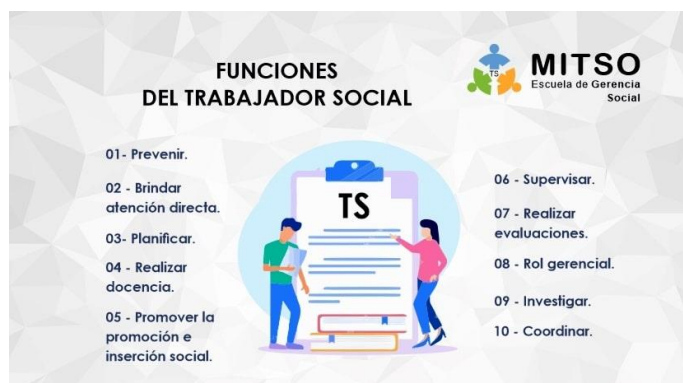 FUNCIONES
DEL TRABAJADOR SOCIAL
TS
MITSO
Escuela de Gerencia
Social
01- Prevenir.
02 - Brindar
atención directa.
03- Planificar.
04 - Realizar
docencia.
05 - Promover la
promoción e
inserción social.
TS
06 - Supervisar.
07 - Realizar
evaluaciones.
08 - Rol gerencial.
09 - Investigar.
10 - Coordinar.